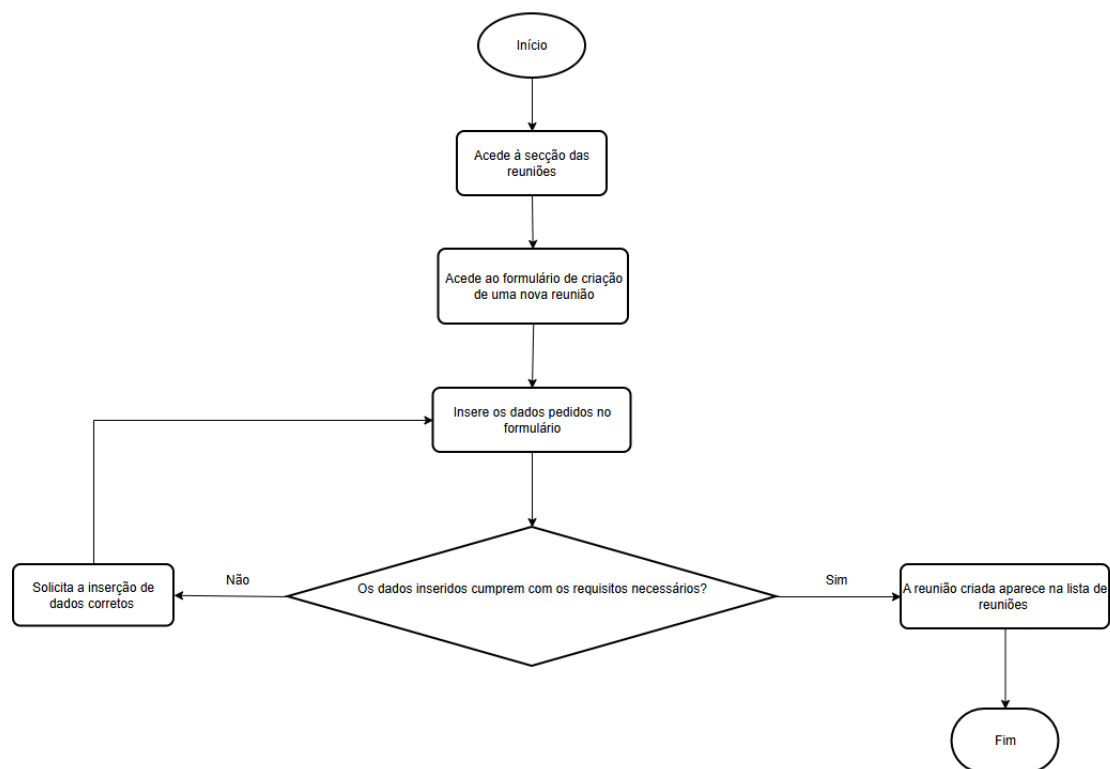 Início
Acede à secção das
reuniões
Acede ao formulário de criação
de uma nova reunião
Insere os dados pedidos no
formulário
Os dados inseridos cumprem com os requisitos necessários?
Não
Solicita a inserção de
dados corretos
Sim
A reunião criada aparece na lista de
reuniões
Fim